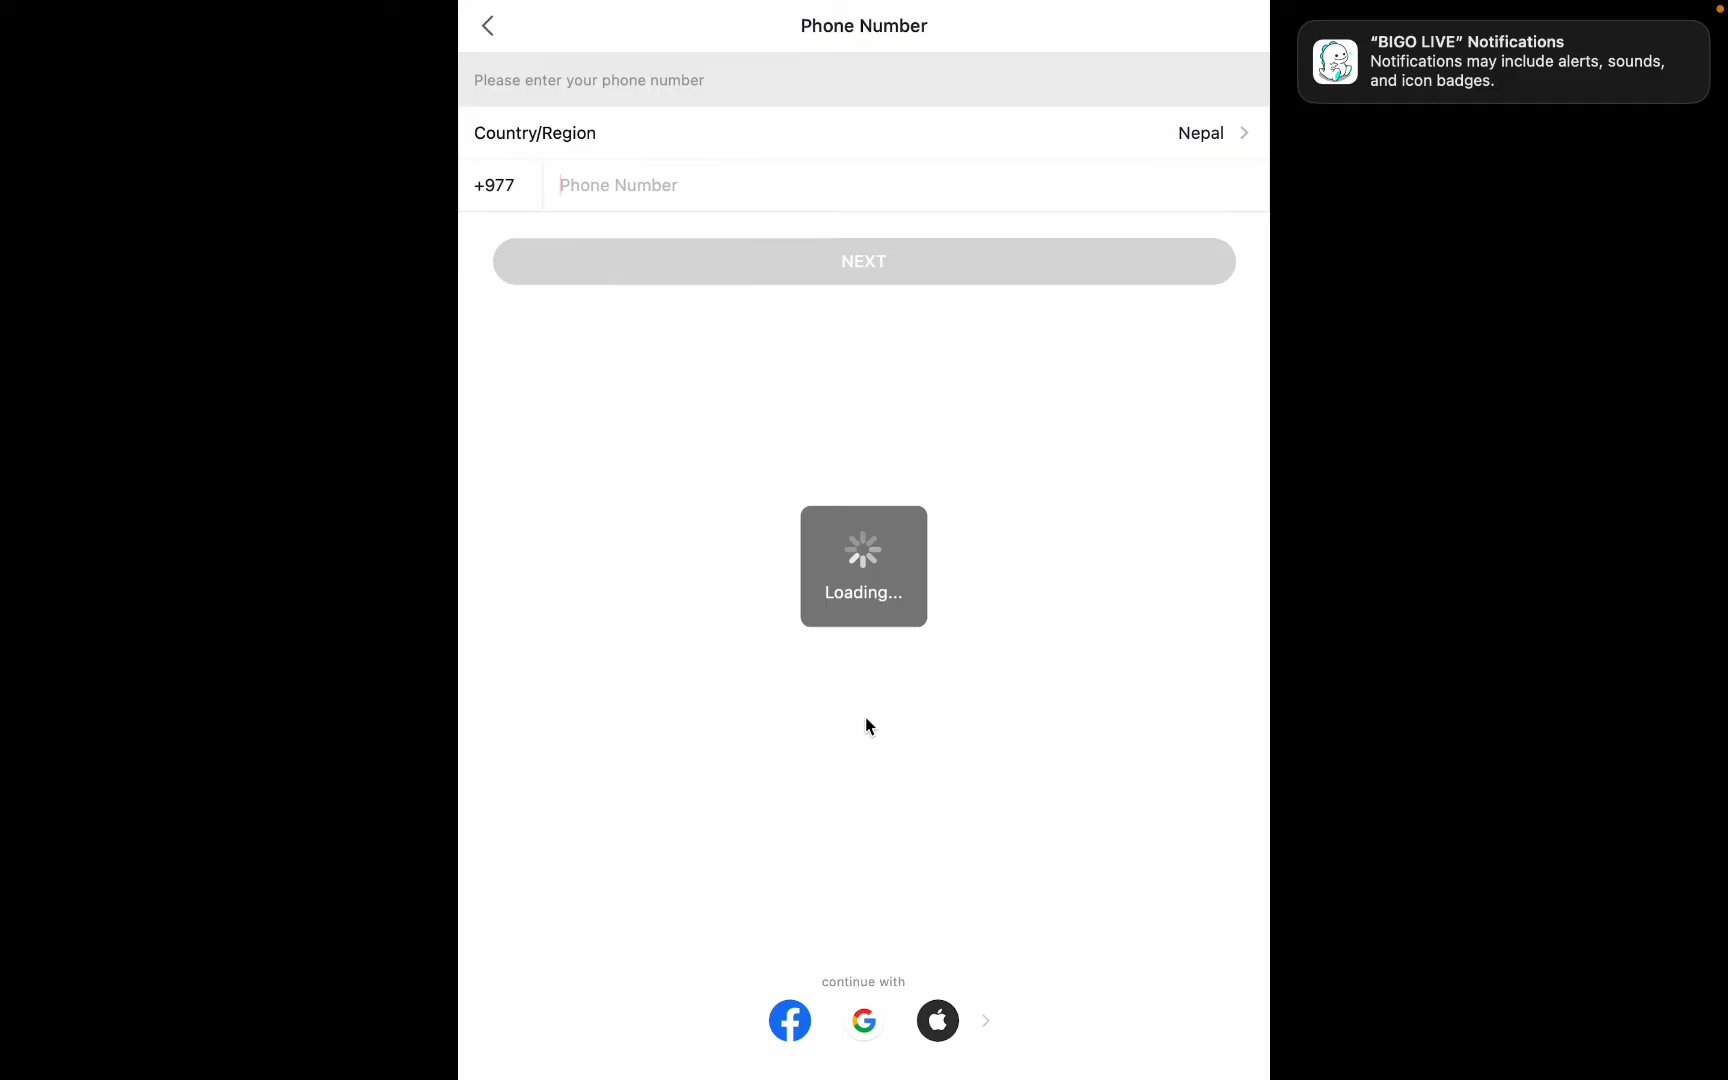 Phone Number
"BIGO LIVE" Notifications
Notifications may include alerts, sounds,
and icon badges.
Please enter your phone number
Country/Region
Nepal
+977
Phone Number
NEXT
Loading...
continue with